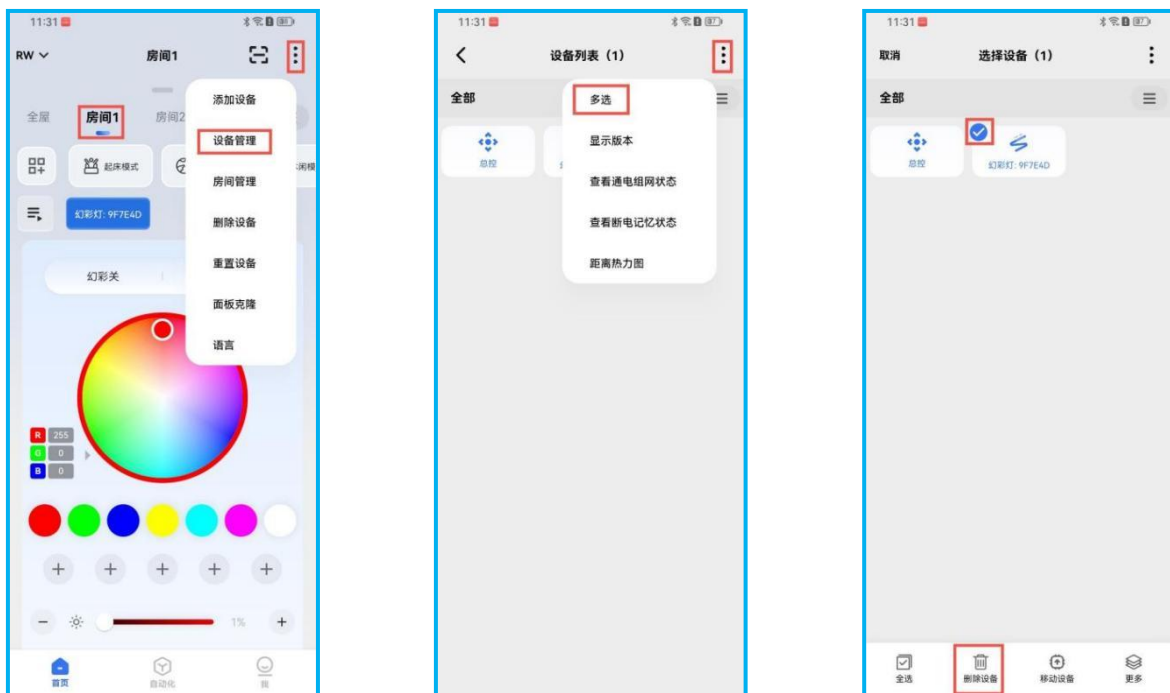 11:31
87
RW
房间1
添加设备
全屋
房间1
房间2
设备管理
起床模式
闲模
房间管理
幻彩灯: 9F7E4D
删除设备
幻彩关
重置设备
面板克隆
语言
R 255
G 0
B 0
1%
首页
自动化
我
11:31
87
设备列表（1）
全部
多选
显示版本
总控
查看通电组网状态
查看断电记忆状态
距离热力图
11:31
87
取消
选择设备（1）
全部
总控
幻彩灯: 9F7E4D
全选
删除设备
移动设备
更多